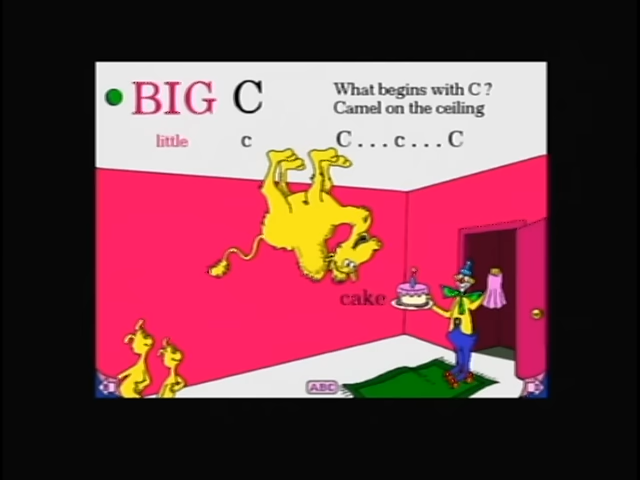 BIG C
little c
What begins with C ?
Camel on the ceiling
C . . . c . . . C
cake
ABC